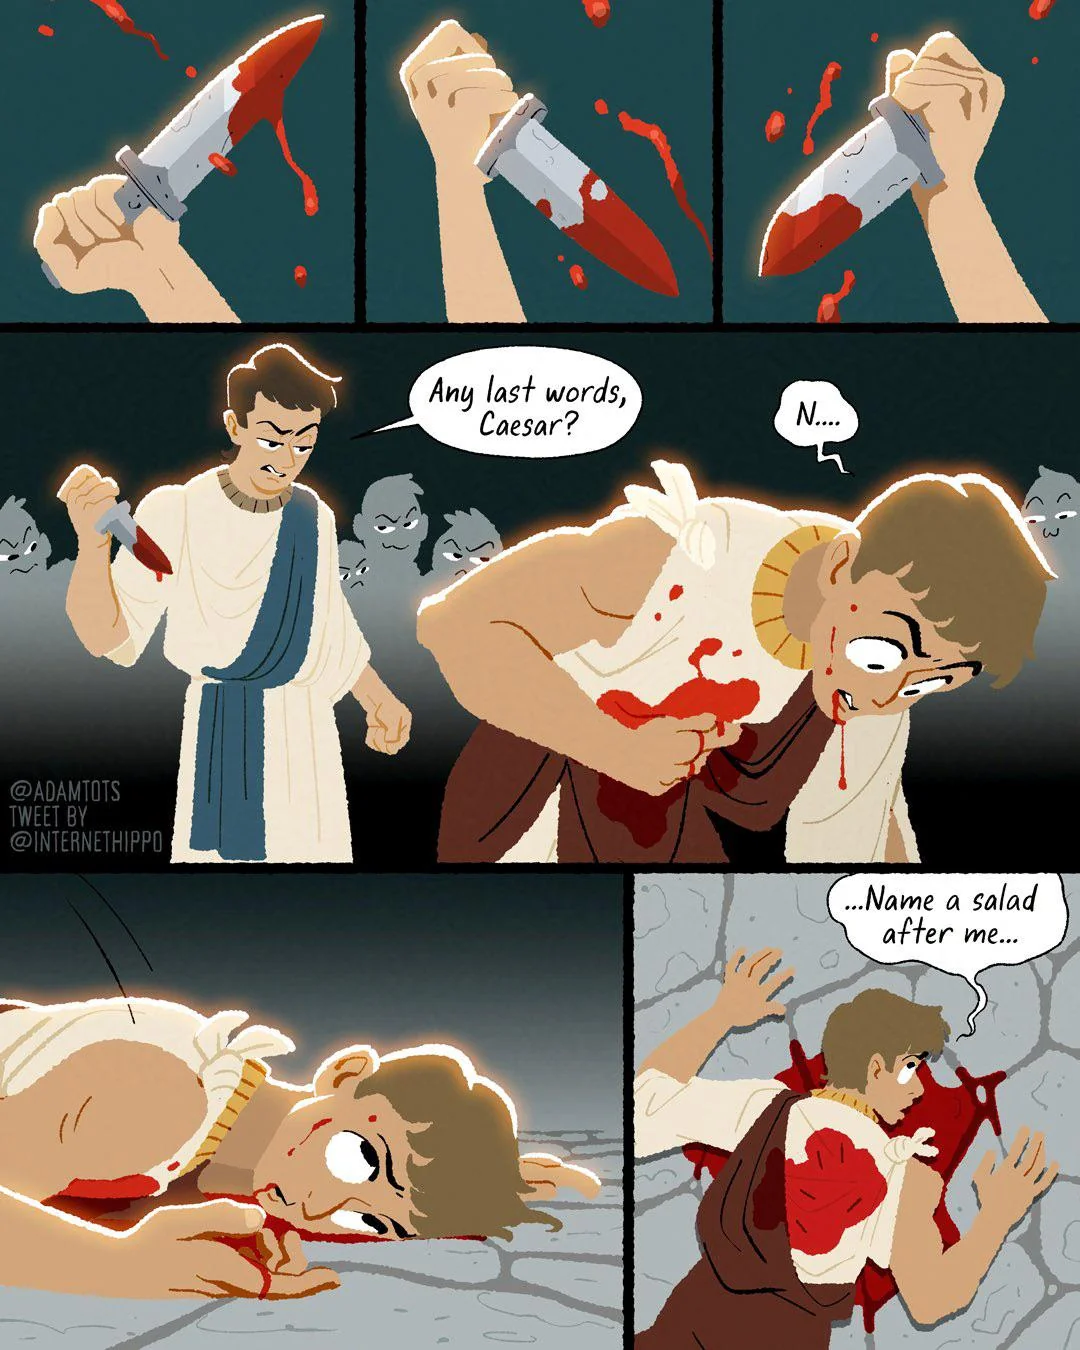 Any last words,
Caesar?
N....
@ADAMTOTS
TWEET BY
@INTERNETHIPPO
...Name a salad
after me...